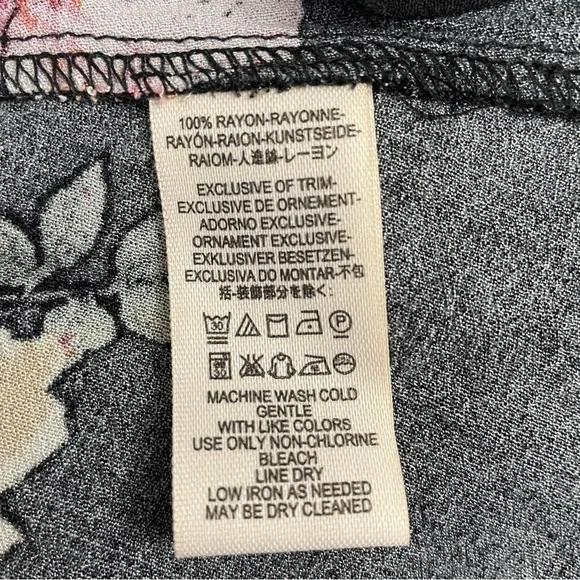 100% RAYON-RAYONNE-
RAYÓN-RAION-KUNSTSEIDE-
RAIOM-人造絲-レーヨン
EXCLUSIVE OF TRIM-
EXCLUSIVE DE ORNEMENT-
ADORNO EXCLUSIVE-
ORNAMENT EXCLUSIVE-
EXKLUSIVER BESETZEN-
EXCLUSIVA DO MONTAR-不包
括-装飾部分を除く:
30
P
MACHINE WASH COLD
GENTLE
WITH LIKE COLORS
USE ONLY NON-CHLORINE
BLEACH
LINE DRY
LOW IRON AS NEEDED
MAY BE DRY CLEANED